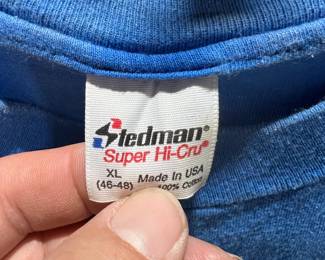 Stedman®
Super Hi-Cru®
XL Made In USA
(46-48) 100% Cotton